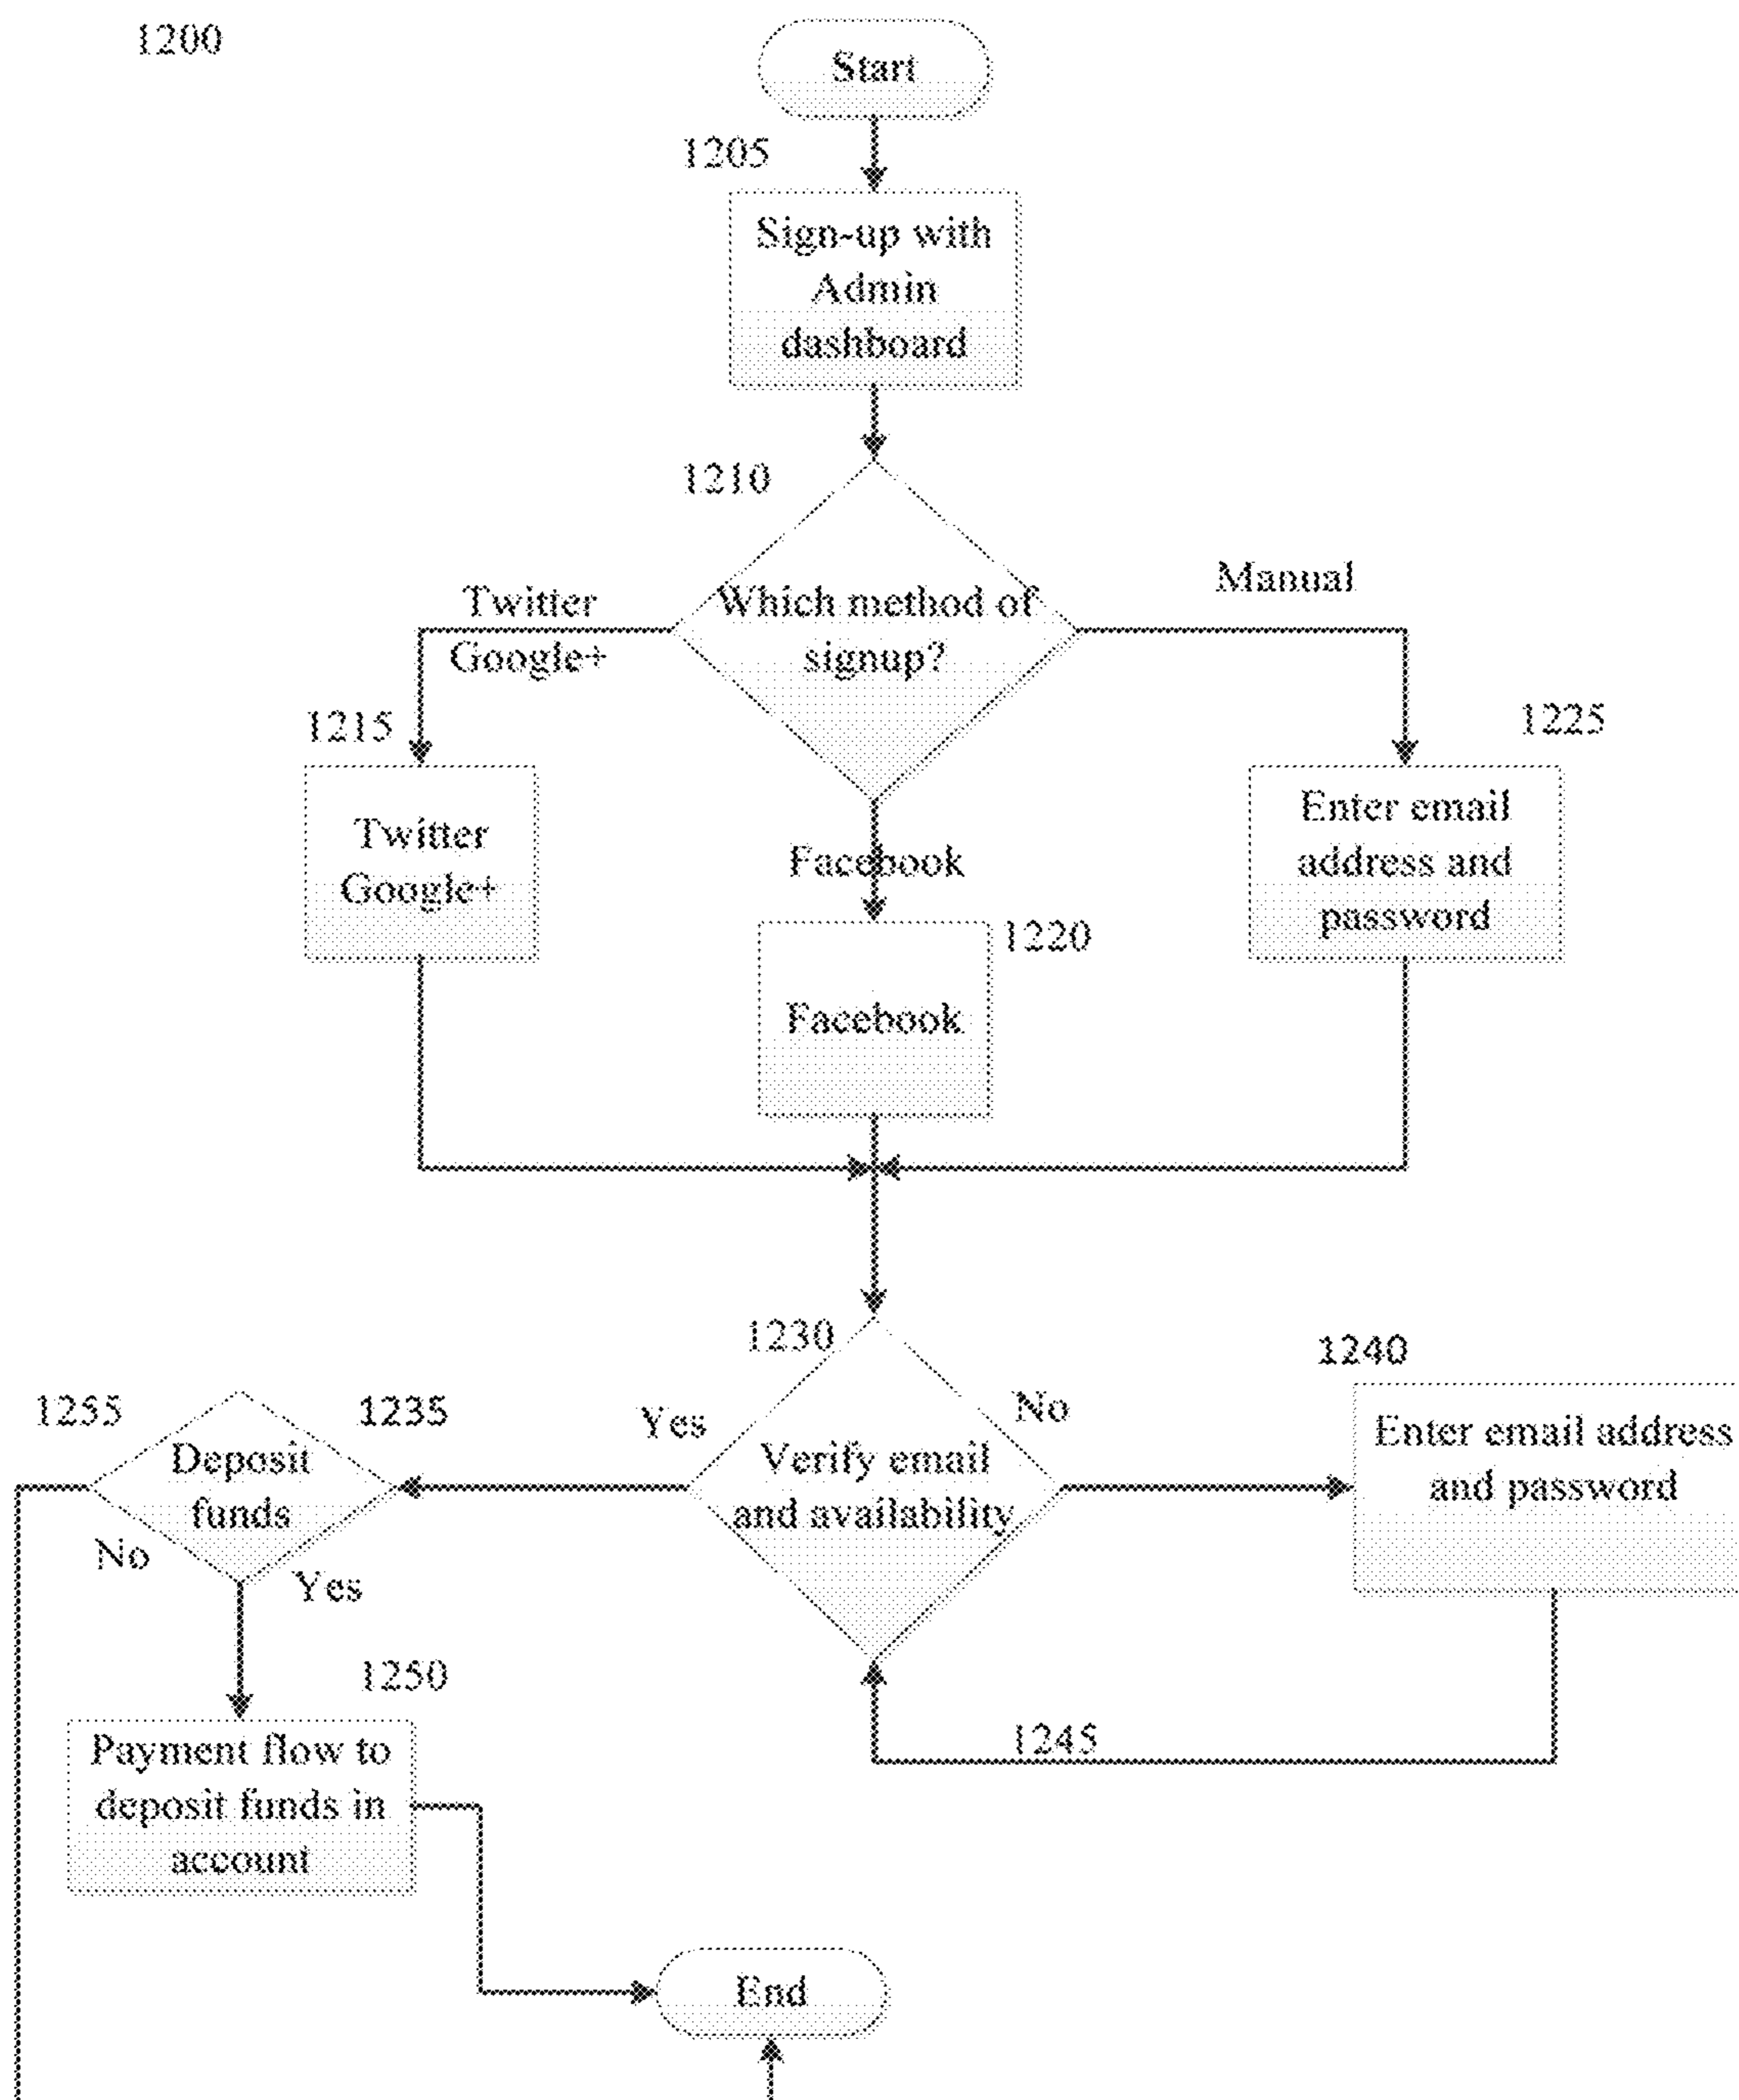 1200
Start
1205
Sign-up with
Admin
dashboard
1210
Which method of
signup?
Twitter
Google+
Manual
1215
Twitter
Google+
Facebook
1220
Facebook
1225
Enter email
address and
password
1230
Verify email
and availability
Yes
No
1240
Enter email address
and password
1245
1255
1235
Deposit
funds
No
Yes
1250
Payment flow to
deposit funds in
account
End